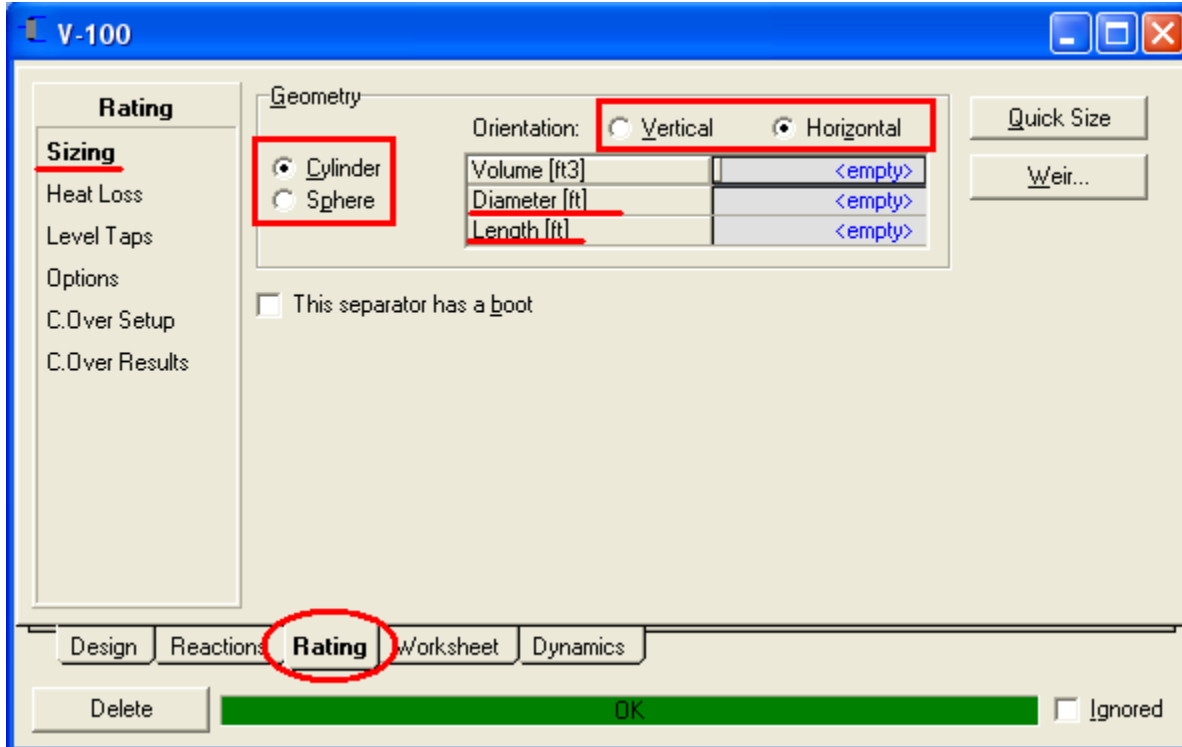 V-100
Rating
Sizing
Heat Loss
Level Taps
Options
C.Over Setup
C.Over Results
Geometry
Orientation: Vertical Horizontal
Cylinder
Sphere
Volume [ft3] <empty>
Diameter [ft] <empty>
Length [ft] <empty>
Quick Size
Weir...
This separator has a boot
Design Reactions Rating Worksheet Dynamics
Delete OK Ignored